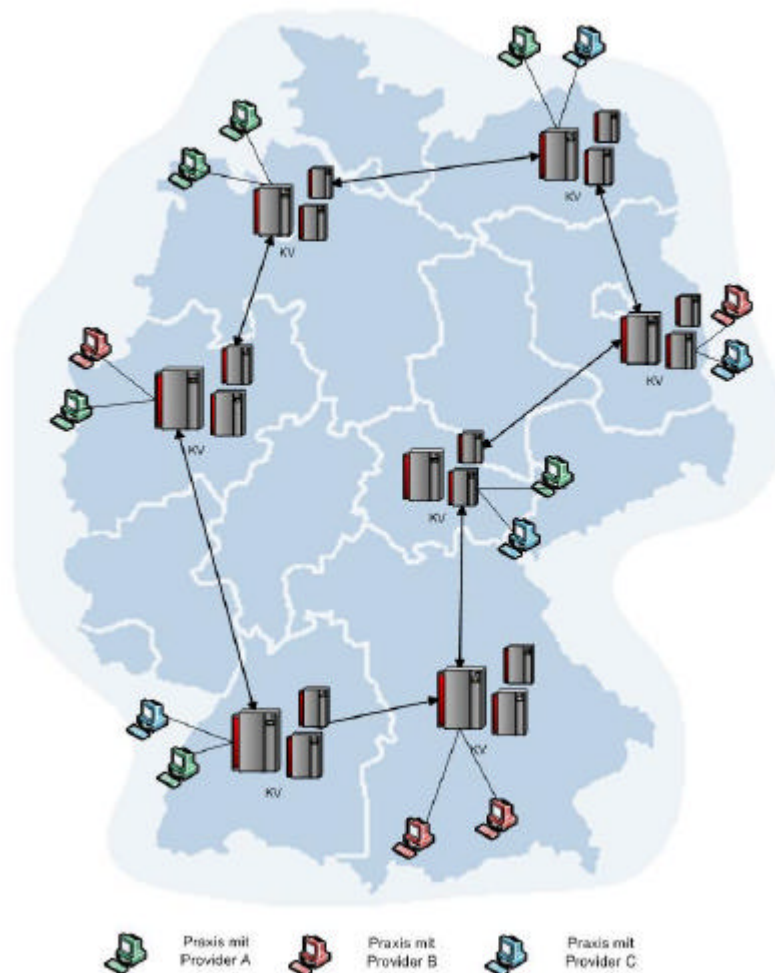 KV
KV
KV
KV
KV
KV
KV
Praxis mit
Provider A
Praxis mit
Provider B
Praxis mit
Provider C